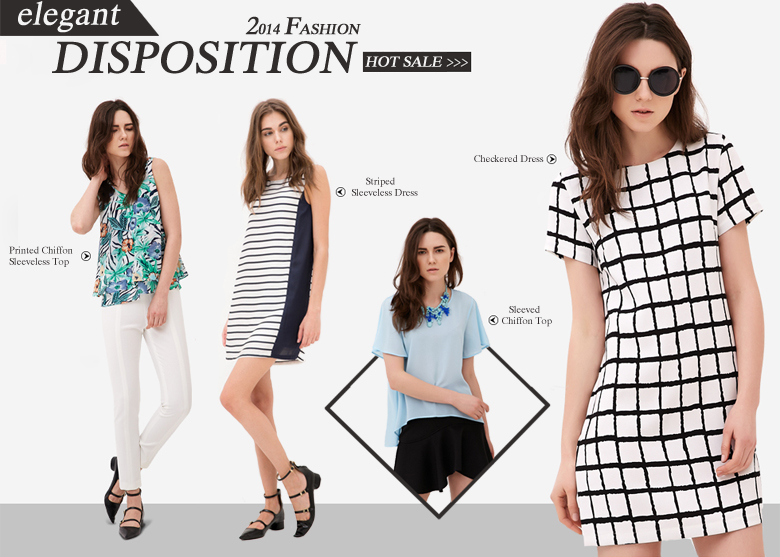 elegant
2014 FASHION
DISPOSITION
HOT SALE >>>
Checkered Dress
Striped
Sleeveless Dress
Printed Chiffon
Sleeveless Top
Sleeved
Chiffon Top